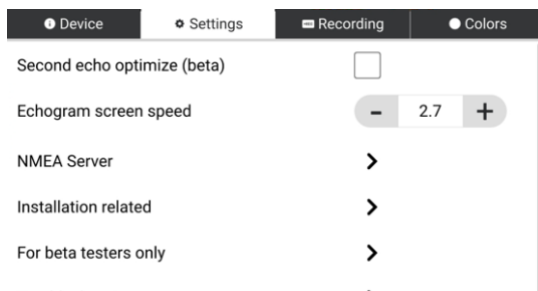 Device Settings Recording Colors
Second echo optimize (beta)
Echogram screen speed - 2.7 +
NMEA Server
Installation related
For beta testers only